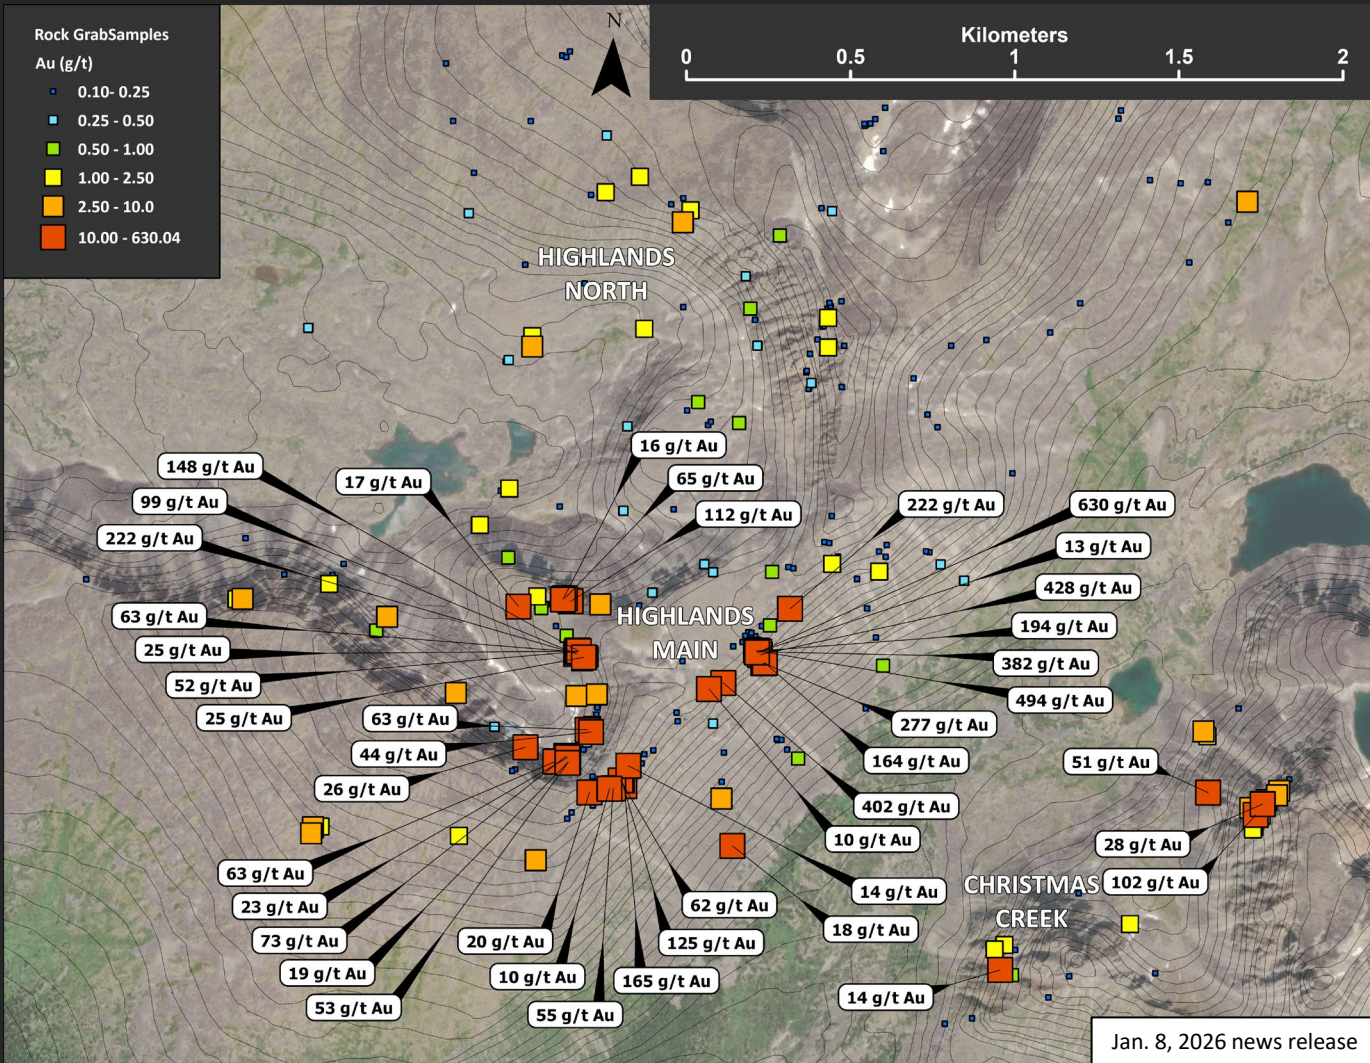 Rock GrabSamples
Au (g/t)
0.10- 0.25
0.25 - 0.50
0.50 - 1.00
1.00 - 2.50
2.50 - 10.0
10.00 - 630.04
N
Kilometers
0 0.5 1 1.5 2
HIGHLANDS
NORTH
16 g/t Au
148 g/t Au
65 g/t Au
17 g/t Au
99 g/t Au
222 g/t Au
630 g/t Au
112 g/t Au
222 g/t Au
13 g/t Au
428 g/t Au
63 g/t Au
HIGHLANDS
MAIN
194 g/t Au
25 g/t Au
382 g/t Au
52 g/t Au
494 g/t Au
25 g/t Au
63 g/t Au
277 g/t Au
44 g/t Au
164 g/t Au
51 g/t Au
26 g/t Au
402 g/t Au
10 g/t Au
28 g/t Au
63 g/t Au
102 g/t Au
CHRISTMAS
CREEK
14 g/t Au
23 g/t Au
62 g/t Au
18 g/t Au
73 g/t Au
20 g/t Au
125 g/t Au
19 g/t Au
10 g/t Au
165 g/t Au
14 g/t Au
53 g/t Au
55 g/t Au
Jan. 8, 2026 news release